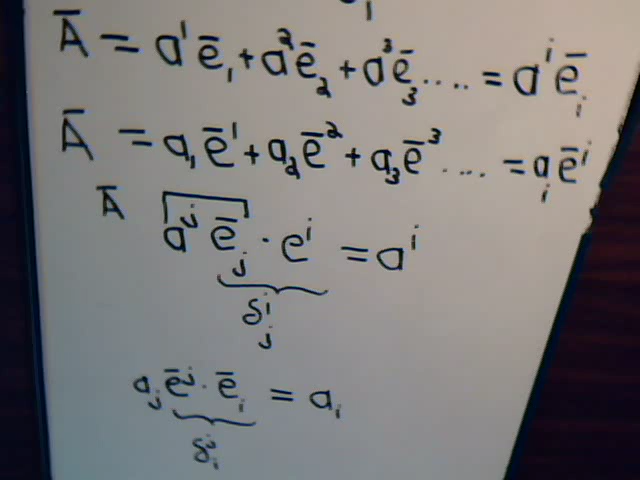 i
Ā = a¹ē₁ + a²ē₂ + a³ē₃ .... = aⁱēᵢ
Ā = a₁ē¹ + a₂ē² + a₃ē³ .... = aᵢēⁱ
Ā aʲēⱼ · eⁱ = aⁱ
δⁱⱼ
aⱼēʲ · ēᵢ = aᵢ
δʲᵢ